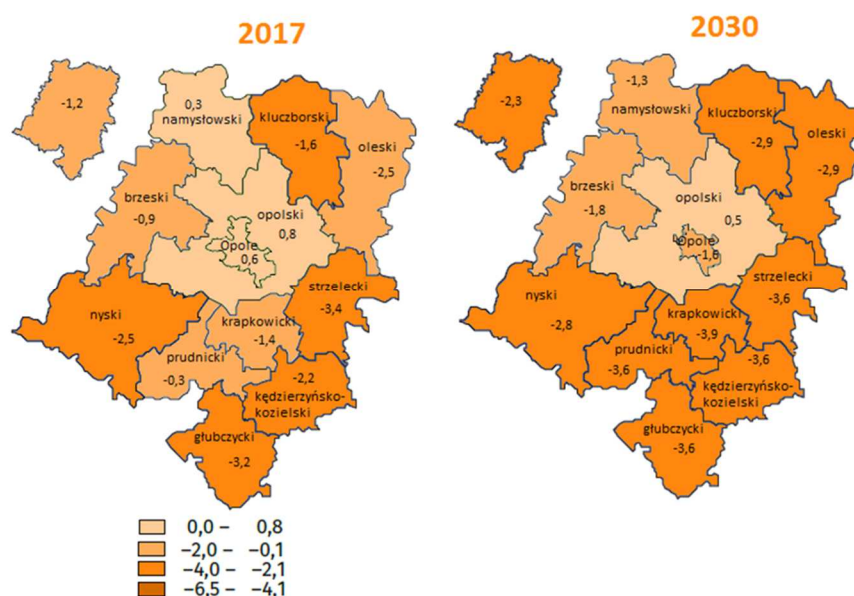 2017
-1,2
0,3
namysłowski
kluczborski
-1,6
oleski
-2,5
brzeski
-0,9
opolski
0,8
Opole
0,6
strzelecki
-3,4
nyski
-2,5
krapkowicki
-1,4
prudnicki
-0,3
-2,2
kędzierzyńsko-
kozielski
głubczycki
-3,2
0,0 – 0,8
–2,0 – –0,1
–4,0 – –2,1
–6,5 – –4,1
2030
-2,3
-1,3
namysłowski
kluczborski
-2,9
oleski
-2,9
brzeski
-1,8
opolski
0,5
Opole
-1,6
strzelecki
-3,6
nyski
-2,8
krapkowicki
-3,9
prudnicki
-3,6
-3,6
kędzierzyńsko-
kozielski
głubczycki
-3,6